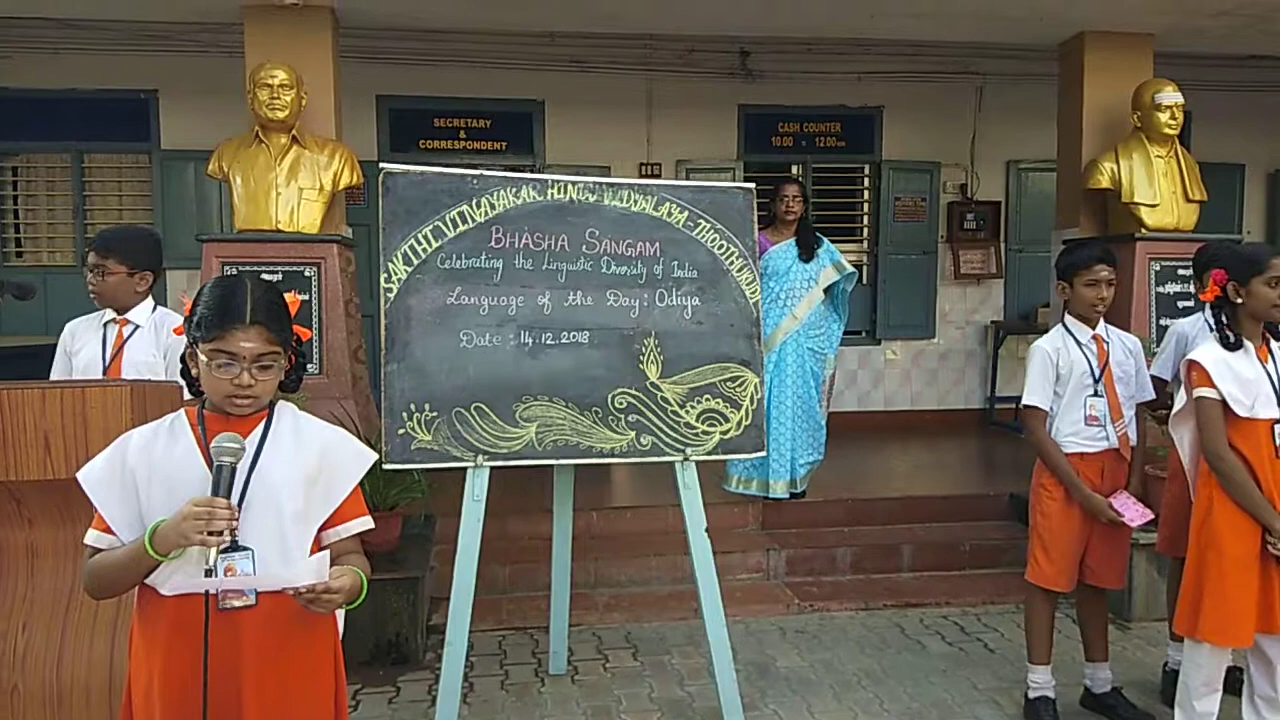 SECRETARY
&
CORRESPONDENT
CASH COUNTER
10.00 TO 12.00
SAKTHI VINAYAKAR HINDU VIDYALAYA - THOOTHUKUDI
BHASHA SANGAM
Celebrating the Linguistic Diversity of India
Language of the Day: Odiya
Date: 14.12.2018